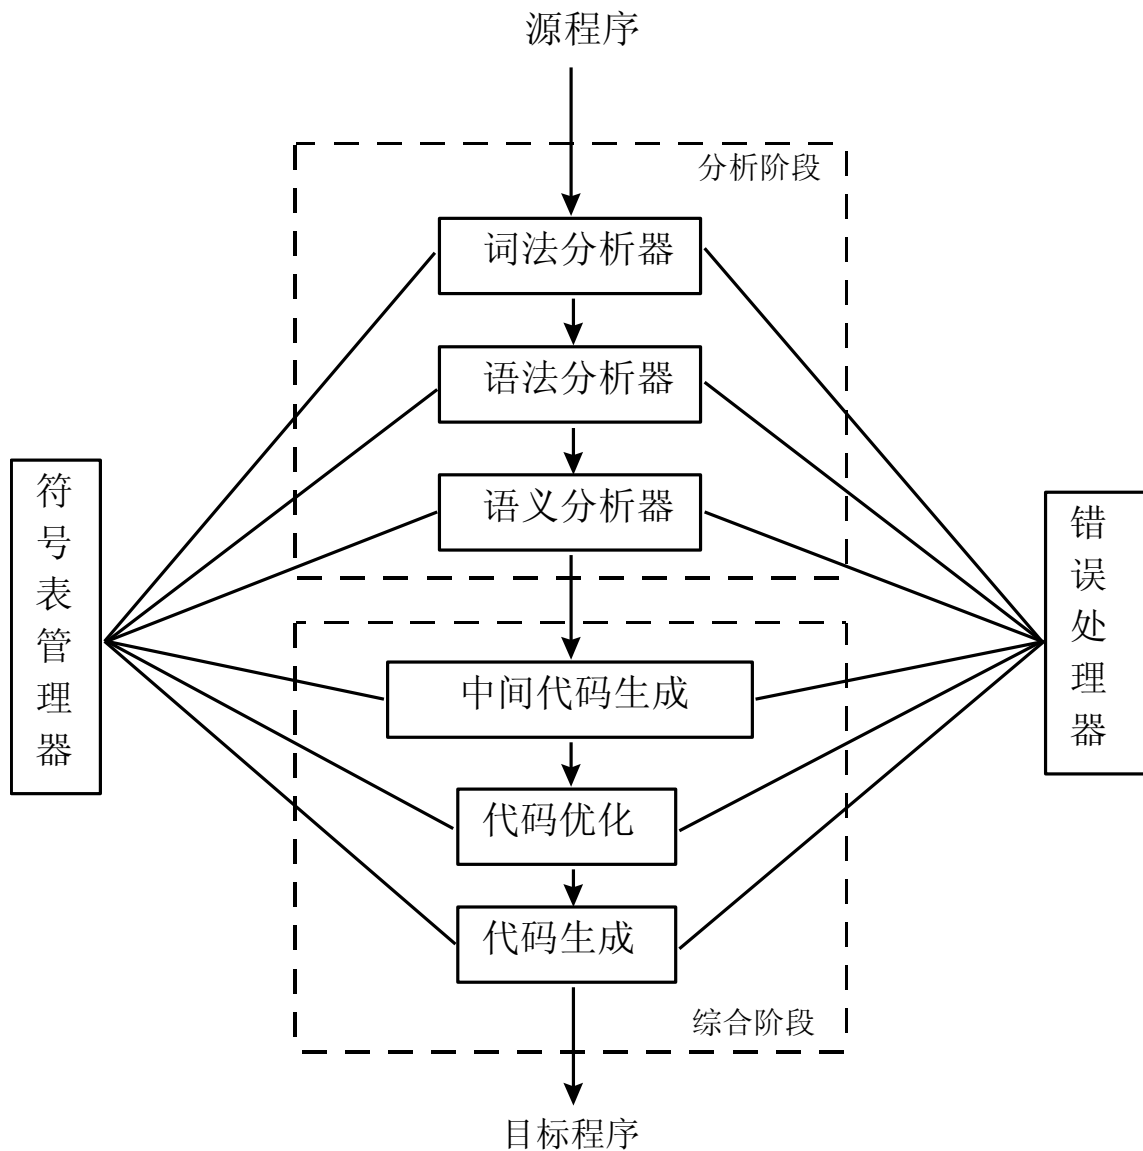 源程序
分析阶段
词法分析器
语法分析器
语义分析器
符号表管理器
错误处理器
中间代码生成
代码优化
代码生成
综合阶段
目标程序